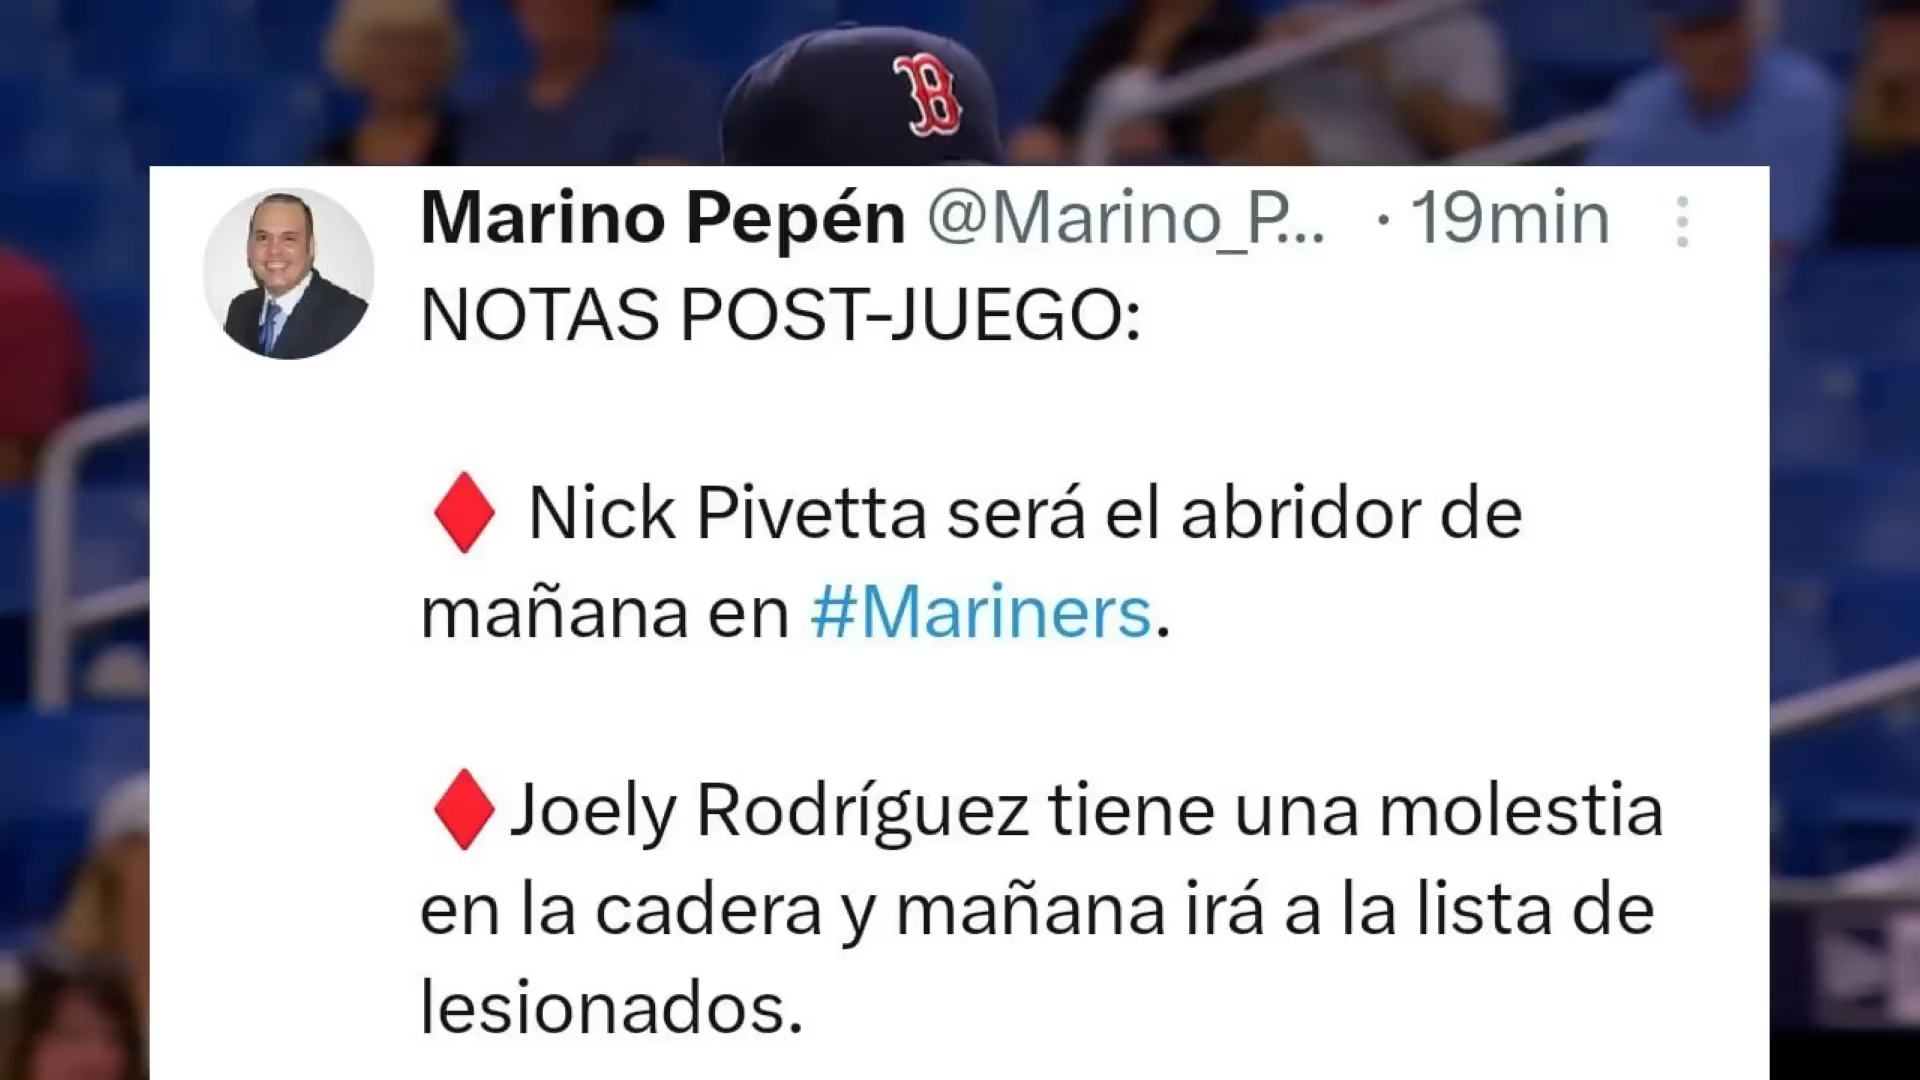 B
Marino Pepén @Marino_P... · 19min
NOTAS POST-JUEGO:
♦ Nick Pivetta será el abridor de
mañana en #Mariners.
♦Joely Rodríguez tiene una molestia
en la cadera y mañana irá a la lista de
lesionados.